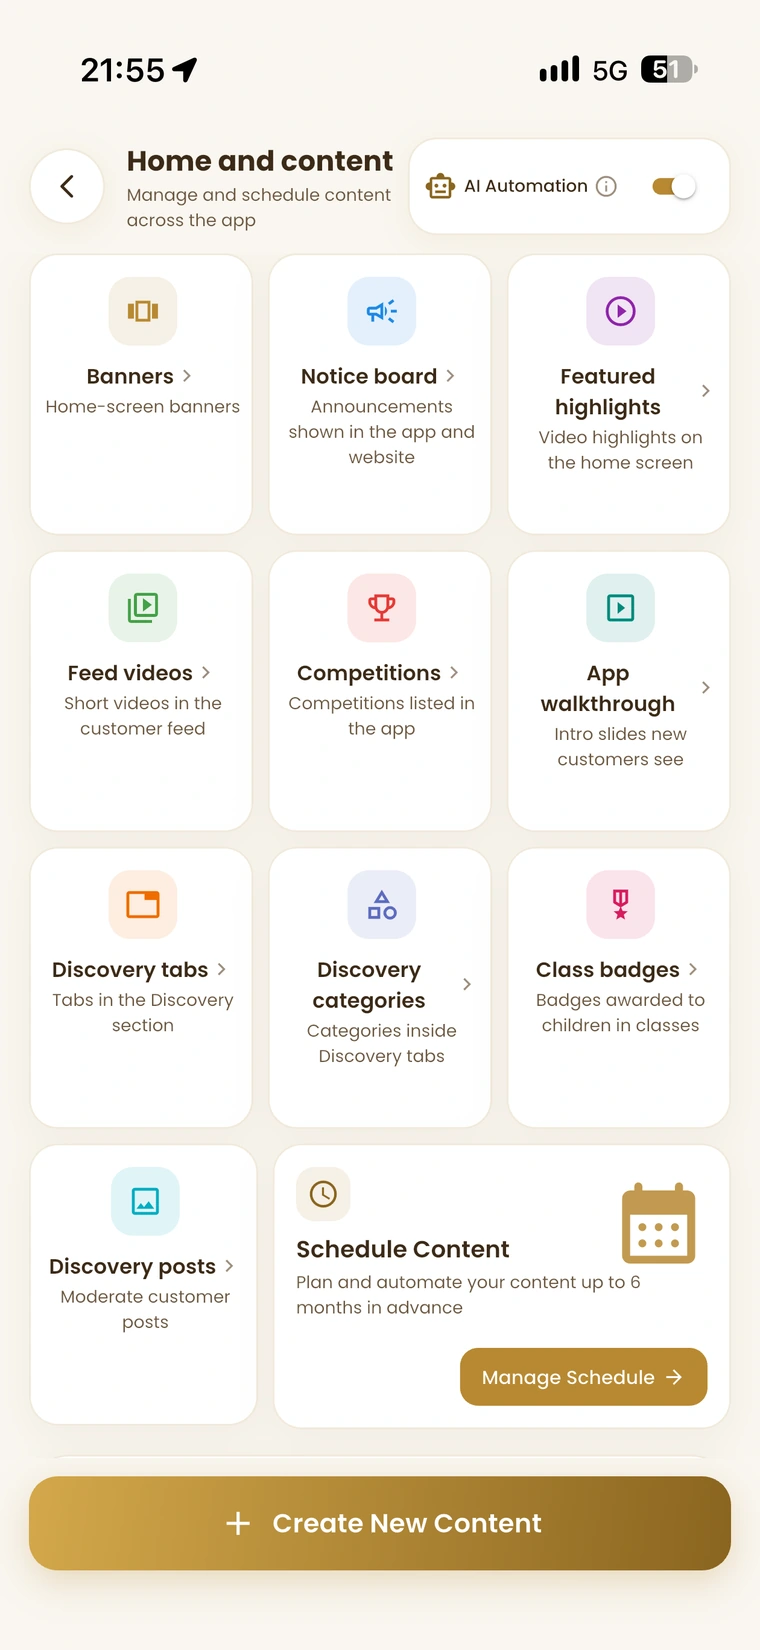 21:55
5G
51
Home and content
Manage and schedule content
across the app
AI Automation
Banners
Home-screen banners
Notice board
Announcements
shown in the app and
website
Featured
highlights
Video highlights on
the home screen
Feed videos
Short videos in the
customer feed
Competitions
Competitions listed in
the app
App
walkthrough
Intro slides new
customers see
Discovery tabs
Tabs in the Discovery
section
Discovery
categories
Categories inside
Discovery tabs
Class badges
Badges awarded to
children in classes
Discovery posts
Moderate customer
posts
Schedule Content
Plan and automate your content up to 6
months in advance
Manage Schedule
Create New Content